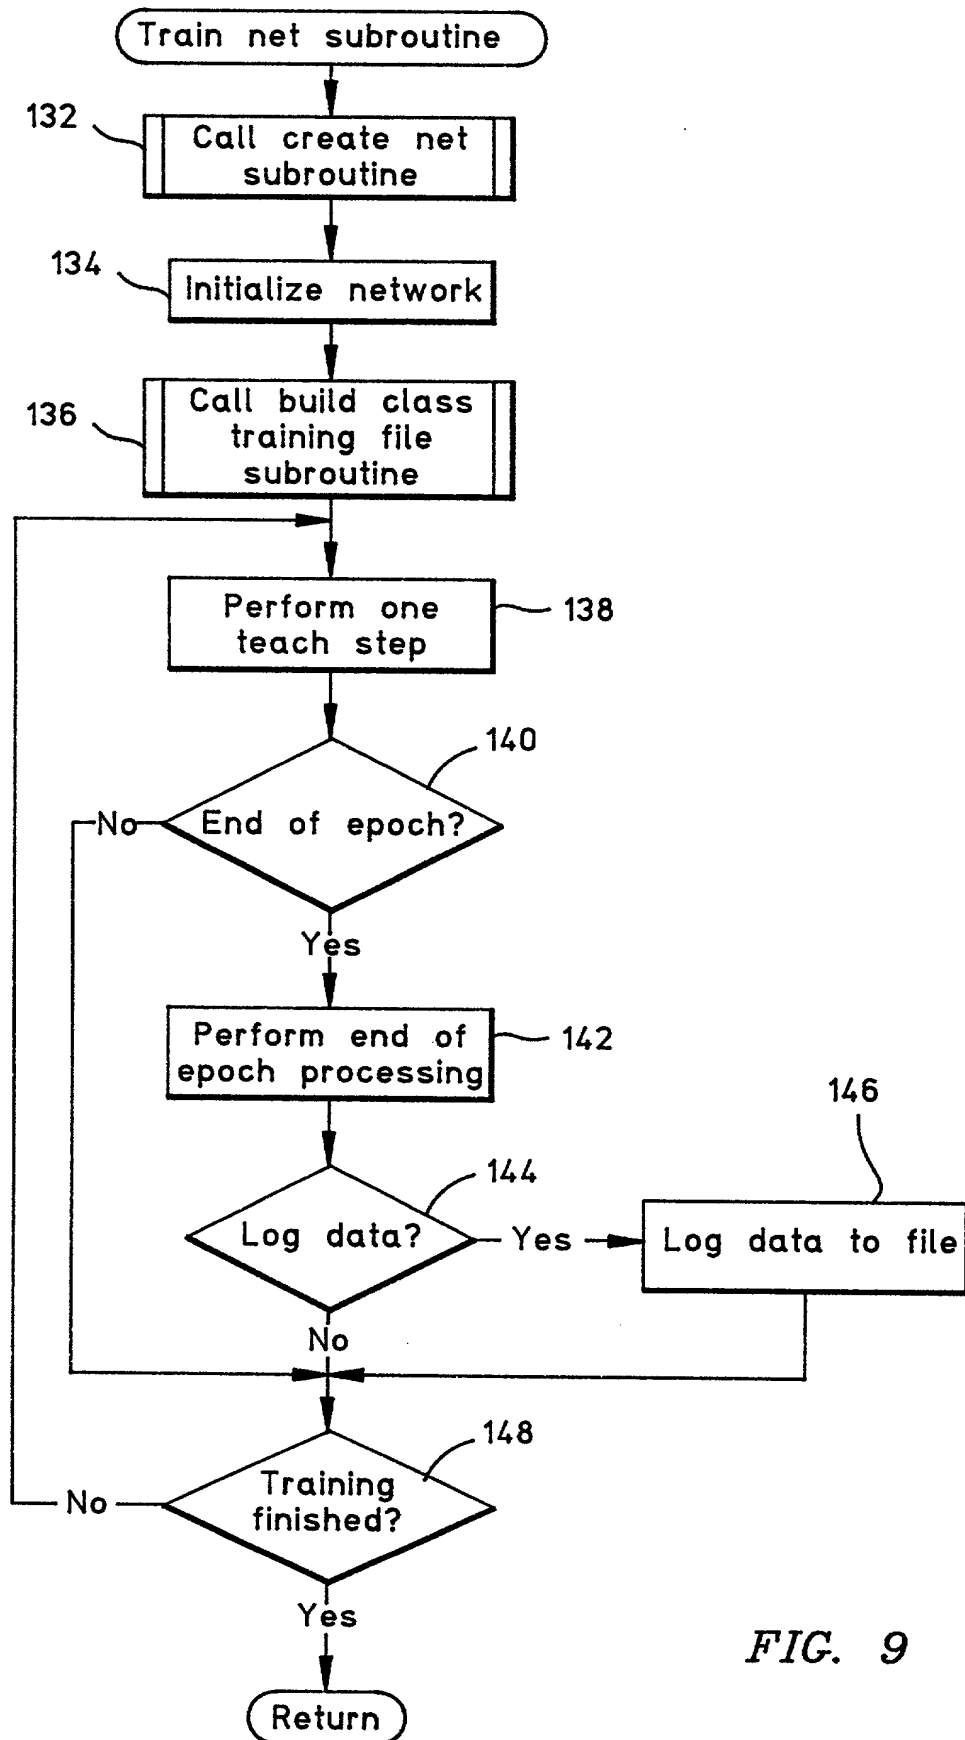 Train net subroutine
132
Call create net
subroutine
134
Initialize network
136
Call build class
training file
subroutine
Perform one
teach step
138
140
No
End of epoch?
Yes
Perform end of
epoch processing
142
146
144
Log data?
Yes
Log data to file
No
148
Training
finished?
No
Yes
FIG. 9
Return